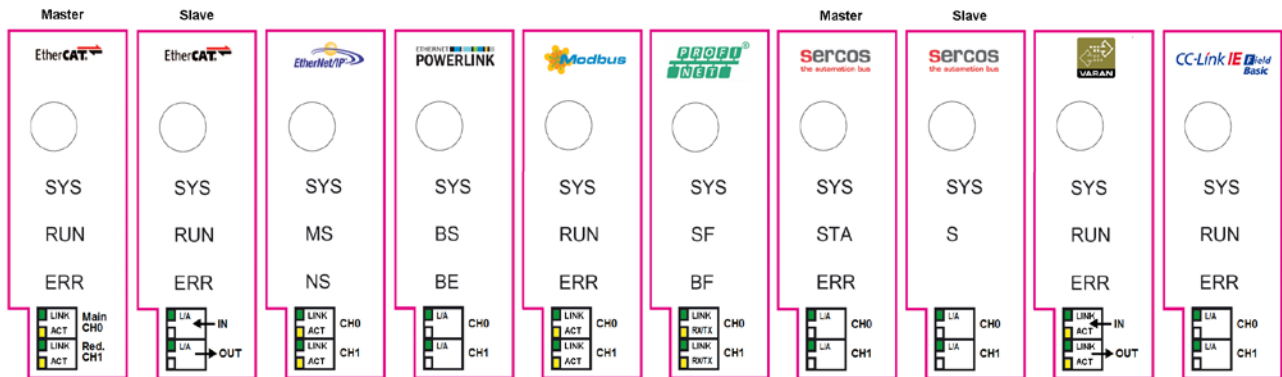 Master
EtherCAT
SYS
RUN
ERR
LINK
ACT
Main
CH0
LINK
ACT
Red.
CH1
Slave
EtherCAT
SYS
RUN
ERR
L/A
IN
L/A
OUT
EtherNet/IP
SYS
MS
NS
LINK
ACT
CH0
LINK
ACT
CH1
ETHERNET
POWERLINK
SYS
BS
BE
L/A
CH0
L/A
CH1
Modbus
SYS
RUN
ERR
LINK
ACT
CH0
LINK
ACT
CH1
PROFI
NET
SYS
SF
BF
LINK
RX/TX
CH0
LINK
RX/TX
CH1
Master
sercos
the automation bus
SYS
STA
ERR
L/A
CH0
L/A
CH1
Slave
sercos
the automation bus
SYS
S
L/A
CH0
L/A
CH1
VARAN
SYS
RUN
ERR
LINK
ACT
IN
LINK
ACT
OUT
CC-Link IE Field
Basic
SYS
RUN
ERR
L/A
CH0
L/A
CH1